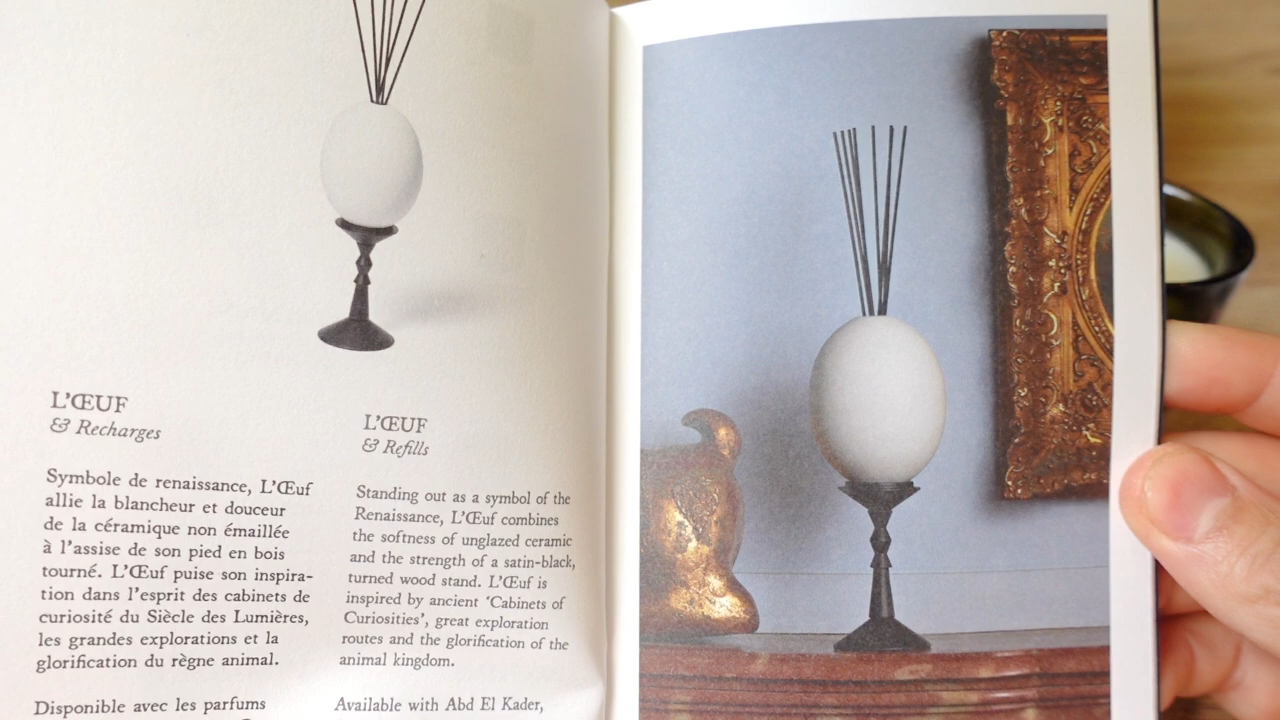 L'ŒUF
& Recharges
Symbole de renaissance, L'Œuf
allie la blancheur et douceur
de la céramique non émaillée
à l'assise de son pied en bois
tourné. L'Œuf puise son inspira-
tion dans l'esprit des cabinets de
curiosité du Siècle des Lumières,
les grandes explorations et la
glorification du règne animal.
Disponible avec les parfums
L'ŒUF
& Refills
Standing out as a symbol of the
Renaissance, L'Œuf combines
the softness of unglazed ceramic
and the strength of a satin-black,
turned wood stand. L'Œuf is
inspired by ancient ‘Cabinets of
Curiosities’, great exploration
routes and the glorification of the
animal kingdom.
Available with Abd El Kader,